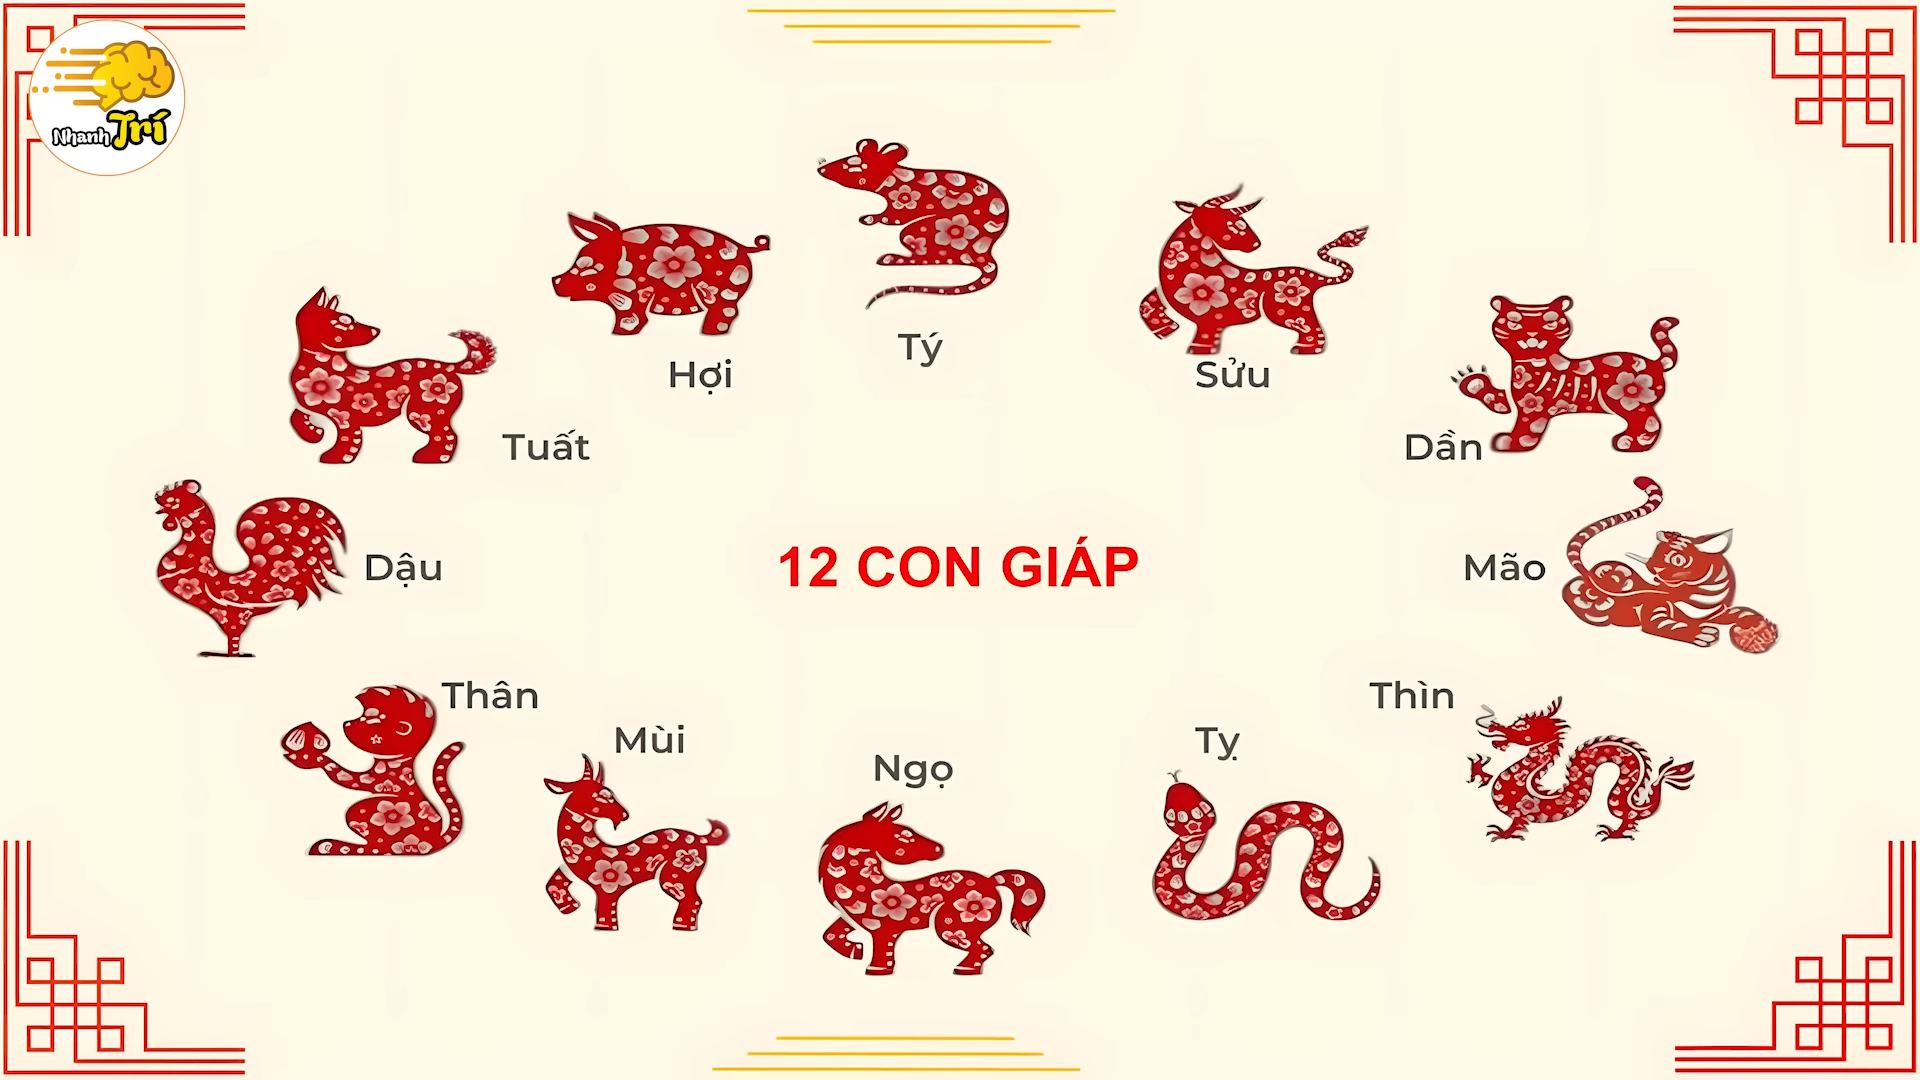 Nhanh Trí
Tý
Hợi
Sửu
Tuất
Dần
Dậu
12 CON GIÁP
Mão
Thân
Thìn
Mùi
Tỵ
Ngọ